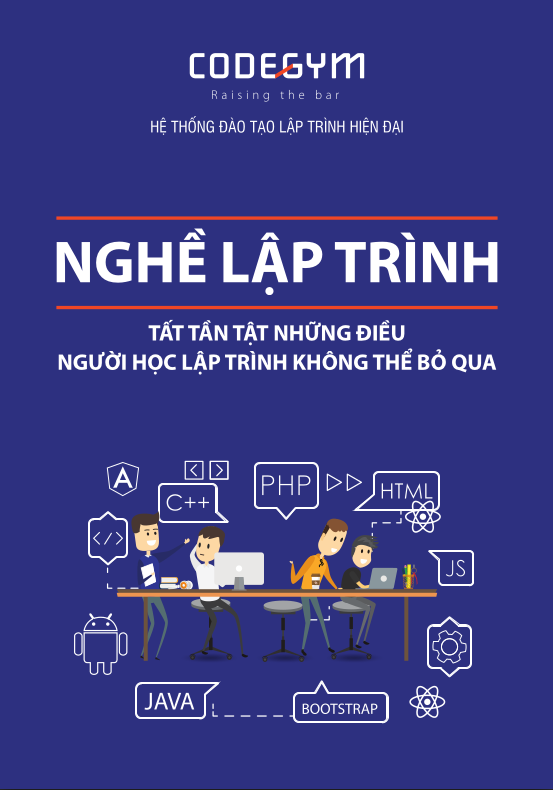 CODEGYM
Raising the bar
HỆ THỐNG ĐÀO TẠO LẬP TRÌNH HIỆN ĐẠI
NGHỀ LẬP TRÌNH
TẤT TẦN TẬT NHỮNG ĐIỀU
NGƯỜI HỌC LẬP TRÌNH KHÔNG THỂ BỎ QUA
A
< >
PHP
HTML
C++
</>
JS
JAVA
BOOTSTRAP